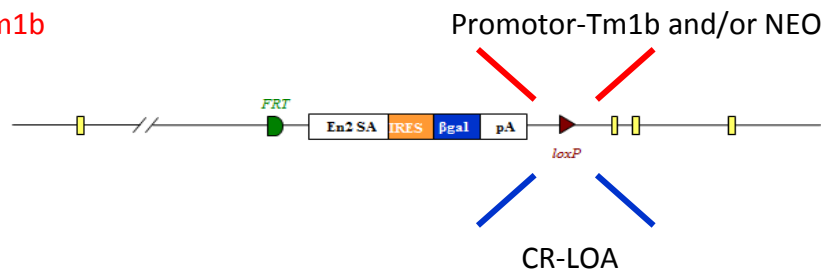 m1b
Promotor-Tm1b and/or NEO
FRT
En2 SA IRES βgal pA
loxP
CR-LOA